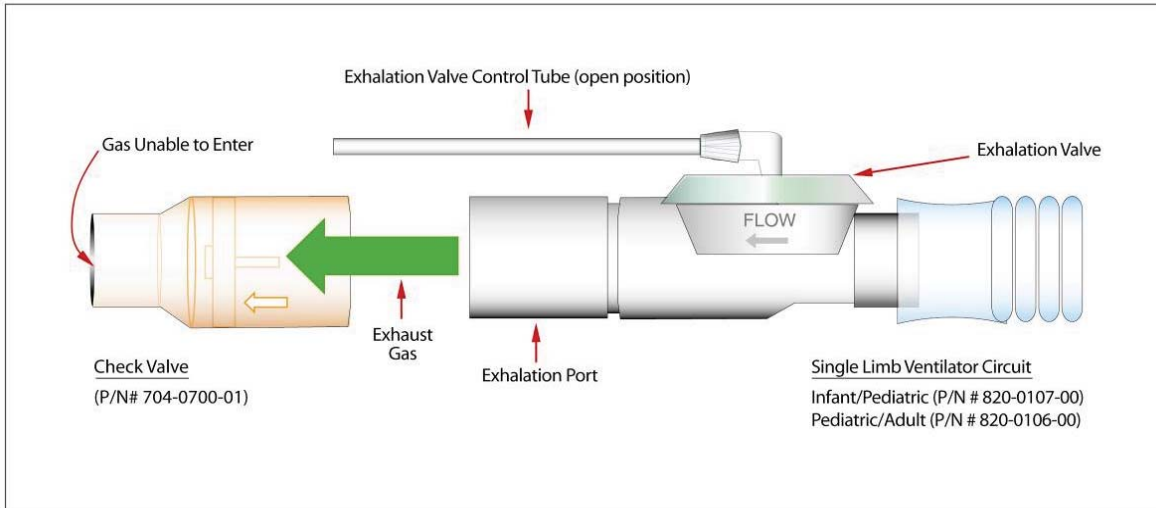 Exhalation Valve Control Tube (open position)
Gas Unable to Enter
Exhalation Valve
FLOW
Exhaust
Gas
Exhalation Port
Check Valve
(P/N# 704-0700-01)
Single Limb Ventilator Circuit
Infant/Pediatric (P/N # 820-0107-00)
Pediatric/Adult (P/N # 820-0106-00)